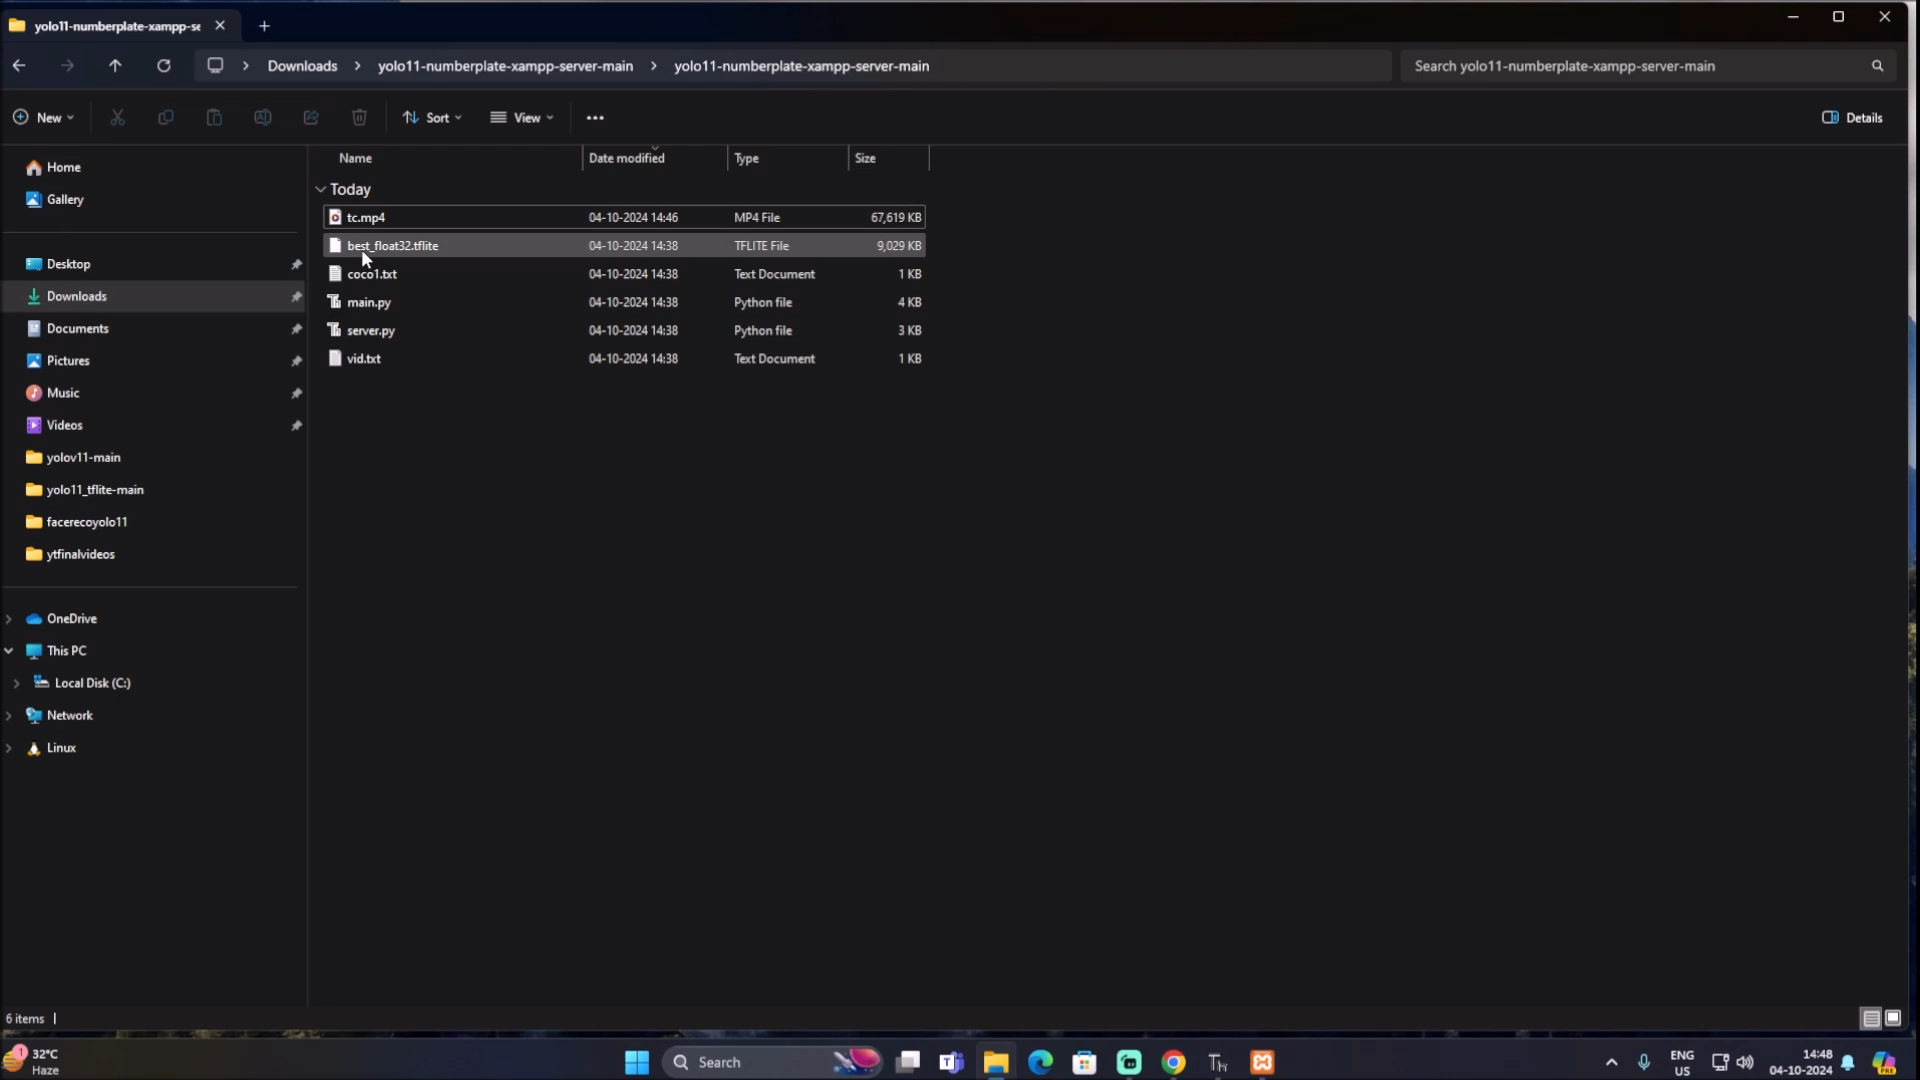 yolo11-numberplate-xampp-se
Downloads > yolo11-numberplate-xampp-server-main > yolo11-numberplate-xampp-server-main
Search yolo11-numberplate-xampp-server-main
New Sort View ... Details
Name Date modified Type Size
Today
tc.mp4 04-10-2024 14:46 MP4 File 67,619 KB
best_float32.tflite 04-10-2024 14:38 TFLITE File 9,029 KB
coco1.txt 04-10-2024 14:38 Text Document 1 KB
main.py 04-10-2024 14:38 Python file 4 KB
server.py 04-10-2024 14:38 Python file 3 KB
vid.txt 04-10-2024 14:38 Text Document 1 KB
Home
Gallery
Desktop
Downloads
Documents
Pictures
Music
Videos
yolov11-main
yolo11_tflite-main
facerecoyolo11
ytfinalvideos
OneDrive
This PC
Local Disk (C:)
Network
Linux
6 items
1
32°C
Haze
Search
Th
ENG
US
14:48
04-10-2024
PRE